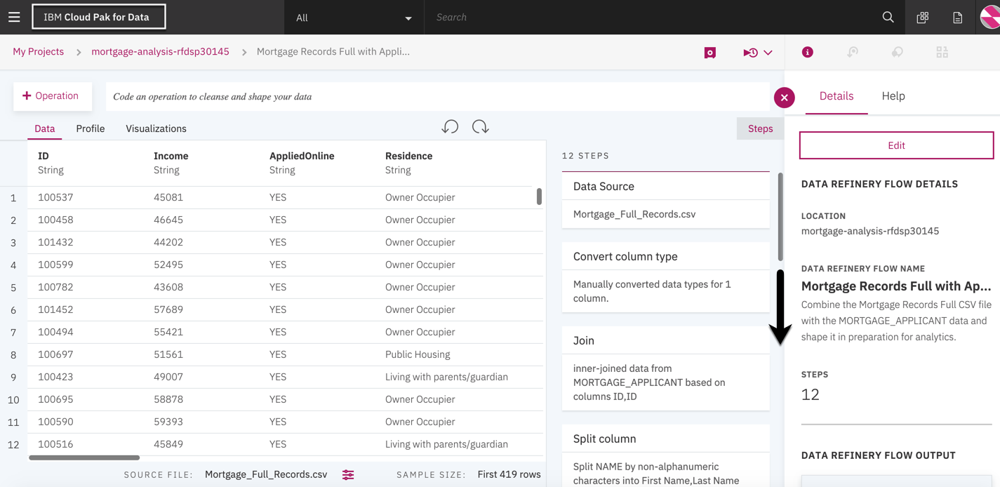 IBM Cloud Pak for Data
All
Search
My Projects > mortgage-analysis-rfdsp30145 > Mortgage Records Full with Appli...
+ Operation
Code an operation to cleanse and shape your data
Data Profile Visualizations
Steps
ID Income AppliedOnline Residence
String String String String
1 100537 45081 YES Owner Occupier
2 100458 46645 YES Owner Occupier
3 101432 44202 YES Owner Occupier
4 100599 52495 YES Owner Occupier
5 100782 43608 YES Owner Occupier
6 101452 57689 YES Owner Occupier
7 100494 55421 YES Owner Occupier
8 100697 51561 YES Public Housing
9 100423 49007 YES Living with parents/guardian
10 100695 58878 YES Owner Occupier
11 100590 59393 YES Owner Occupier
12 100516 45849 YES Living with parents/guardian
SOURCE FILE: Mortgage_Full_Records.csv SAMPLE SIZE: First 419 rows
12 STEPS
Data Source
Mortgage_Full_Records.csv
Convert column type
Manually converted data types for 1
column.
Join
inner-joined data from
MORTGAGE_APPLICANT based on
columns ID,ID
Split column
Split NAME by non-alphanumeric
characters into First Name,Last Name
Details Help
Edit
DATA REFINERY FLOW DETAILS
LOCATION
mortgage-analysis-rfdsp30145
DATA REFINERY FLOW NAME
Mortgage Records Full with Ap...
Combine the Mortgage Records Full CSV file
with the MORTGAGE_APPLICANT data and
shape it in preparation for analytics.
STEPS
12
DATA REFINERY FLOW OUTPUT